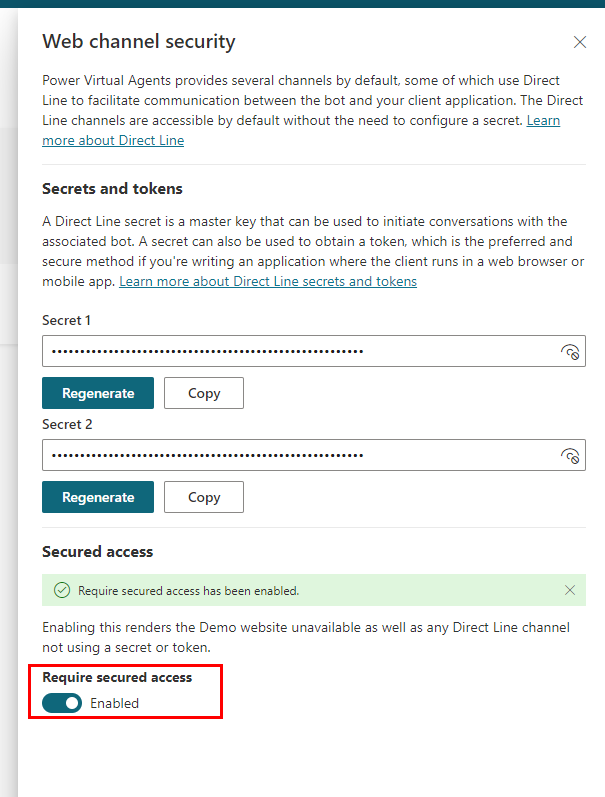 Web channel security
Power Virtual Agents provides several channels by default, some of which use Direct
Line to facilitate communication between the bot and your client application. The Direct
Line channels are accessible by default without the need to configure a secret. Learn
more about Direct Line
Secrets and tokens
A Direct Line secret is a master key that can be used to initiate conversations with the
associated bot. A secret can also be used to obtain a token, which is the preferred and
secure method if you're writing an application where the client runs in a web browser or
mobile app. Learn more about Direct Line secrets and tokens
Secret 1
Regenerate Copy
Secret 2
Regenerate Copy
Secured access
Require secured access has been enabled.
Enabling this renders the Demo website unavailable as well as any Direct Line channel
not using a secret or token.
Require secured access
Enabled